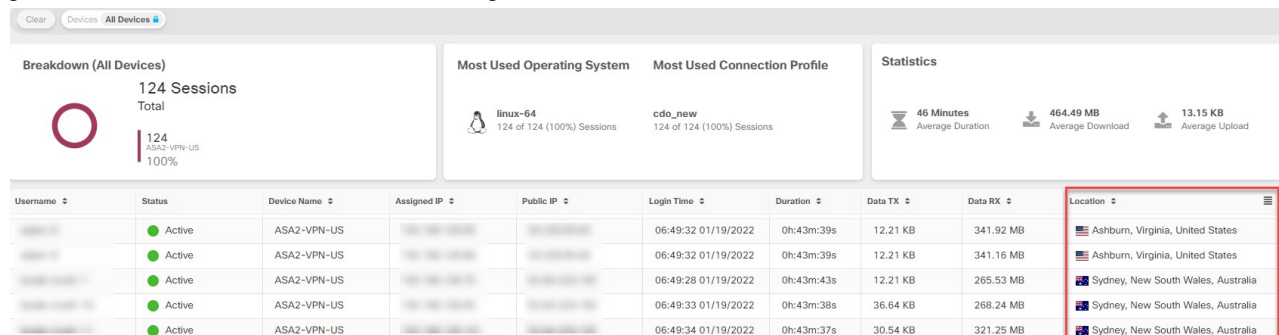 Clear Devices All Devices
Breakdown (All Devices)
124 Sessions
Total
124
ASA2-VPN-US
100%
Most Used Operating System Most Used Connection Profile
linux-64
124 of 124 (100%) Sessions
cdo_new
124 of 124 (100%) Sessions
Statistics
46 Minutes
Average Duration
464.49 MB
Average Download
13.15 KB
Average Upload
Username Status Device Name Assigned IP Public IP Login Time Duration Data TX Data RX Location
Active ASA2-VPN-US 06:49:32 01/19/2022 0h:43m:39s 12.21 KB 341.92 MB Ashburn, Virginia, United States
Active ASA2-VPN-US 06:49:32 01/19/2022 0h:43m:39s 12.21 KB 341.16 MB Ashburn, Virginia, United States
Active ASA2-VPN-US 06:49:28 01/19/2022 0h:43m:43s 12.21 KB 265.53 MB Sydney, New South Wales, Australia
Active ASA2-VPN-US 06:49:33 01/19/2022 0h:43m:38s 36.64 KB 268.24 MB Sydney, New South Wales, Australia
Active ASA2-VPN-US 06:49:34 01/19/2022 0h:43m:37s 30.54 KB 321.25 MB Sydney, New South Wales, Australia